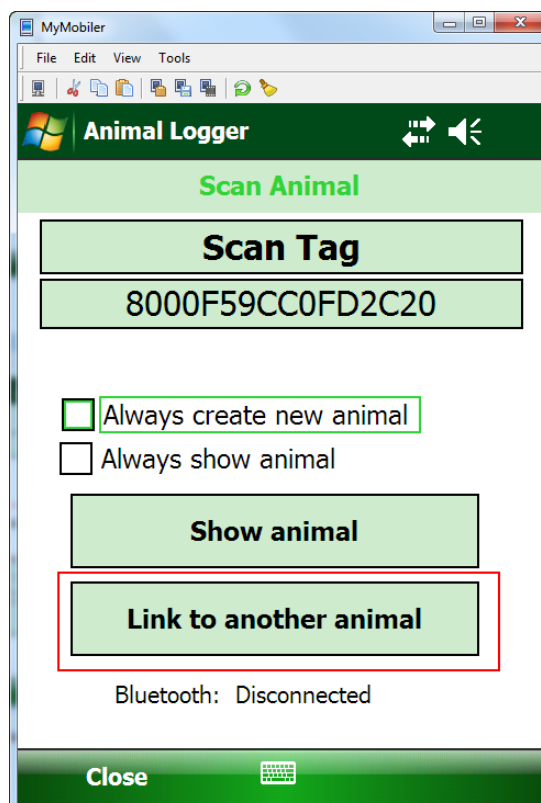 MyMobiler
File Edit View Tools
Animal Logger
Scan Animal
Scan Tag
8000F59CC0FD2C20
Always create new animal
Always show animal
Show animal
Link to another animal
Bluetooth: Disconnected
Close